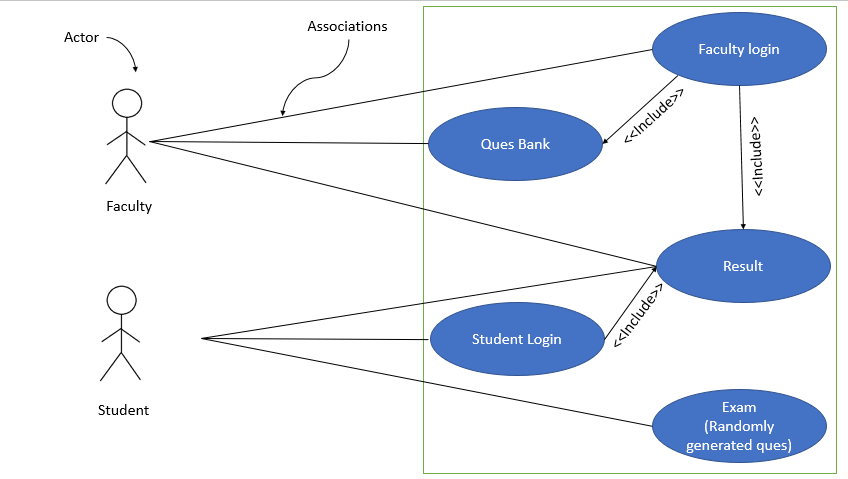 Actor
Associations
Faculty login
<<Include>>
Ques Bank
<<Include>>
Faculty
Result
<<Include>>
Student Login
Student
Exam
(Randomly
generated ques)